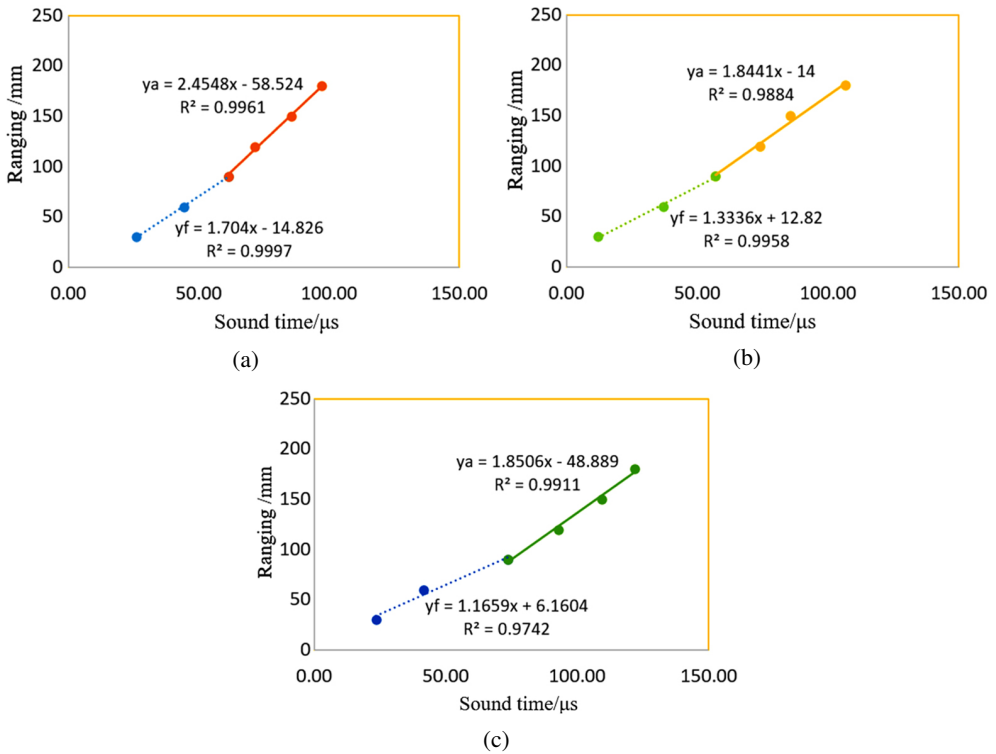 250
200
150
100
50
0
Ranging /mm
ya = 2.4548x - 58.524
R² = 0.9961
yf = 1.704x - 14.826
R² = 0.9997
0.00 50.00 100.00 150.00
Sound time/μs
(a)
250
200
150
100
50
0
Ranging /mm
ya = 1.8441x - 14
R² = 0.9884
yf = 1.3336x + 12.82
R² = 0.9958
0.00 50.00 100.00 150.00
Sound time/μs
(b)
250
200
150
100
50
0
Ranging /mm
ya = 1.8506x - 48.889
R² = 0.9911
yf = 1.1659x + 6.1604
R² = 0.9742
0.00 50.00 100.00 150.00
Sound time/μs
(c)